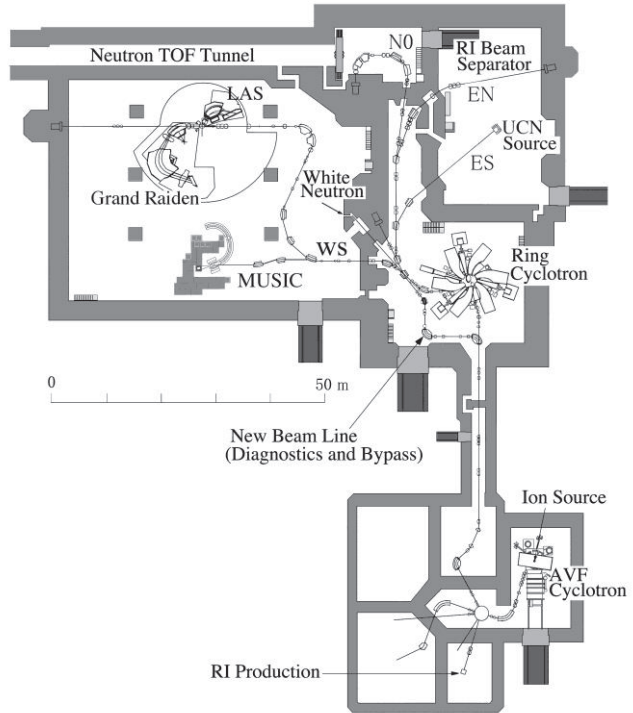 Neutron TOF Tunnel
N0
RI Beam
Separator
LAS
EN
UCN
Source
White
Neutron
ES
Grand Raiden
WS
Ring
Cyclotron
MUSIC
0
50 m
New Beam Line
(Diagnostics and Bypass)
Ion Source
AVF
Cyclotron
RI Production